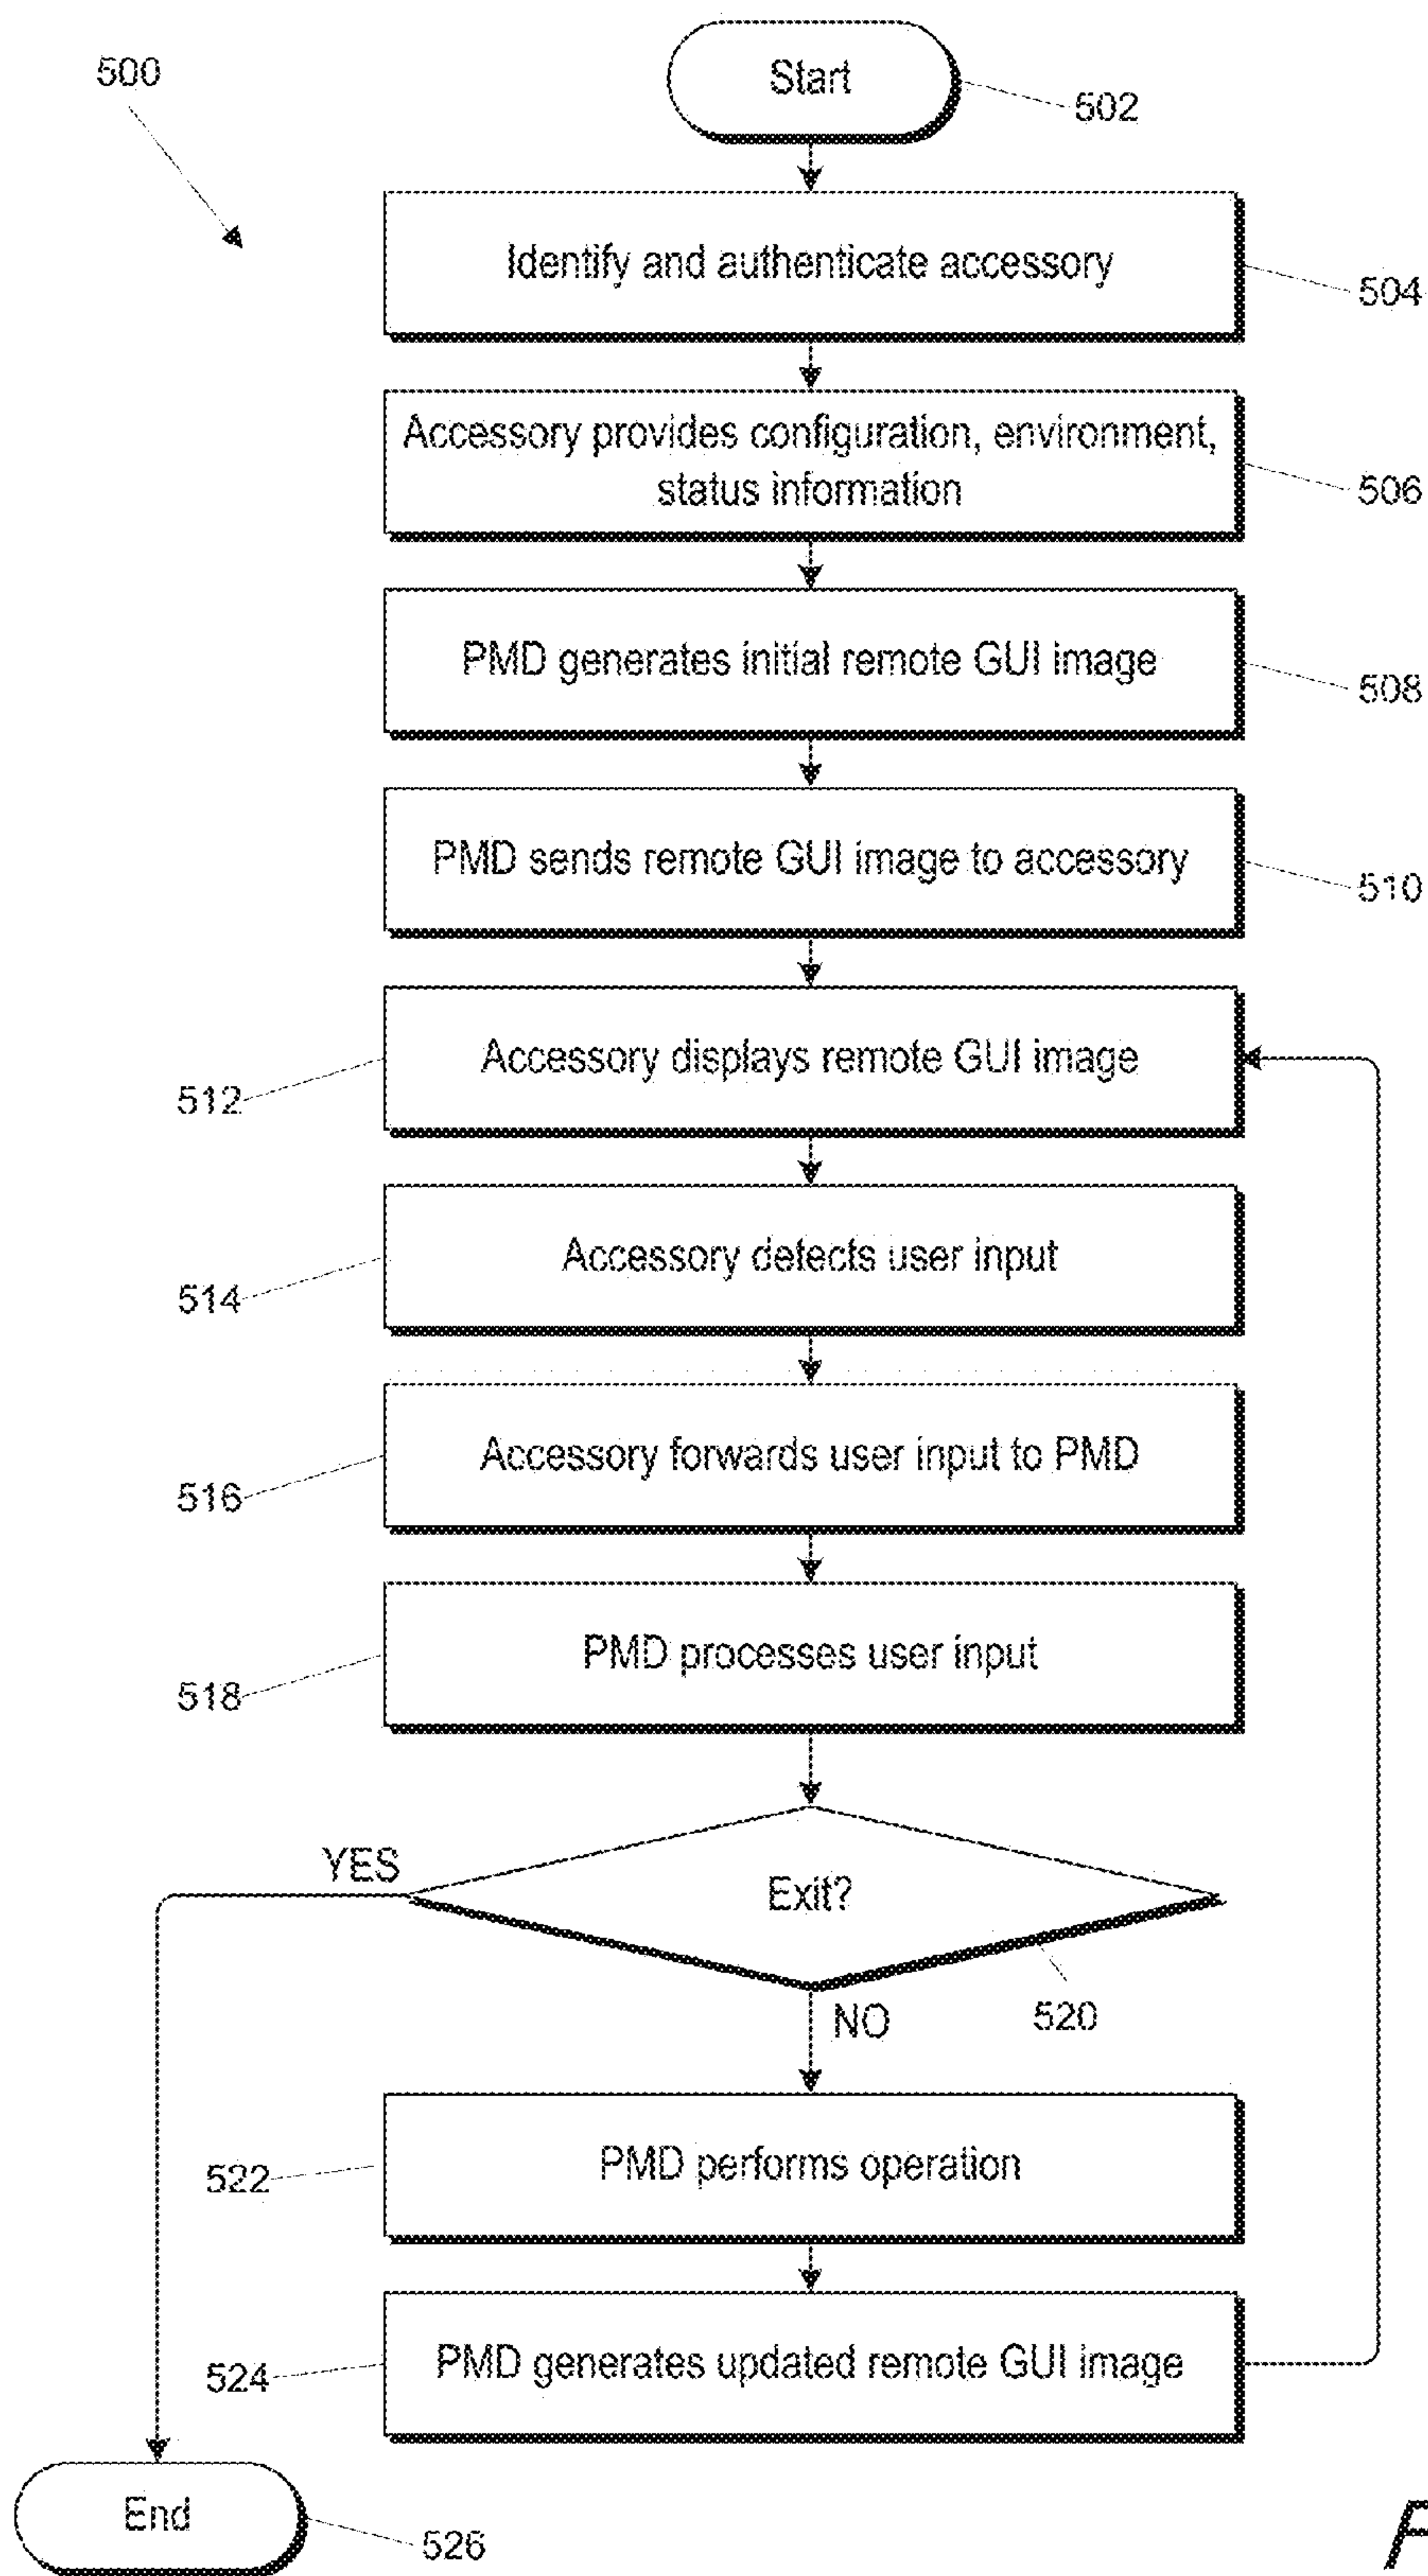 500
Start
502
Identify and authenticate accessory
504
Accessory provides configuration, environment,
status information
506
PMD generates initial remote GUI image
508
PMD sends remote GUI image to accessory
510
Accessory displays remote GUI image
512
Accessory detects user input
514
Accessory forwards user input to PMD
516
PMD processes user input
518
YES
Exit?
NO
520
PMD performs operation
522
PMD generates updated remote GUI image
524
End
526
F